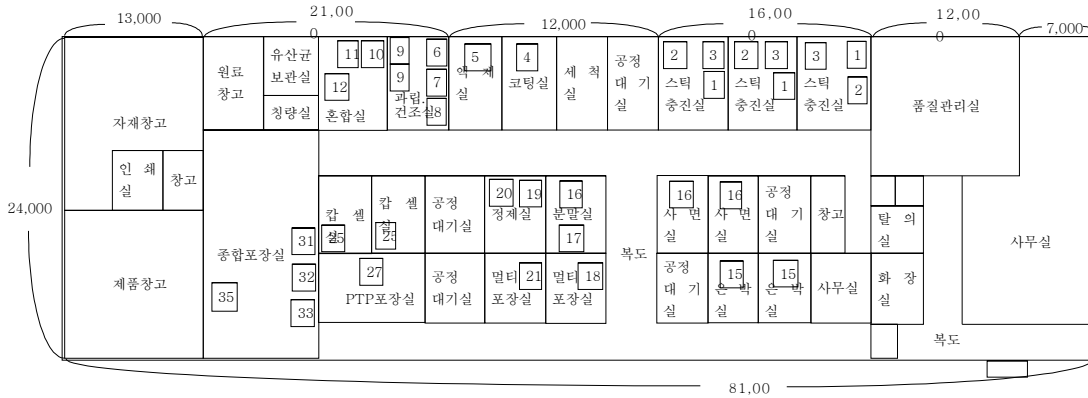 13,000
21,00
0
12,000
16,00
0
12,00
0
7,000
24,000
81,00
자재창고
인 쇄
실
창고
제품창고
원료
창고
유산균
보관실
칭량실
11
10
12
혼합실
9
9
6
7
8
과립.
건조실
5
액 제
실
4
코팅실
세 척
실
공정
대 기
실
2
3
1
스틱
충진실
2
3
1
스틱
충진실
3
1
2
스틱
충진실
품질관리실
종합포장실
31
32
33
35
캅 셀
실
25
캅 셀
실
25
공정
대기실
20
19
정제실
16
분말실
17
27
PTP포장실
공정
대기실
멀티
포장실
21
멀티
포장실
18
복도
16
사 면
실
16
사 면
실
공정
대 기
실
창고
공정
대 기
실
15
은 박
실
15
은 박
실
사무실
탈 의
실
화 장
실
사무실
복도